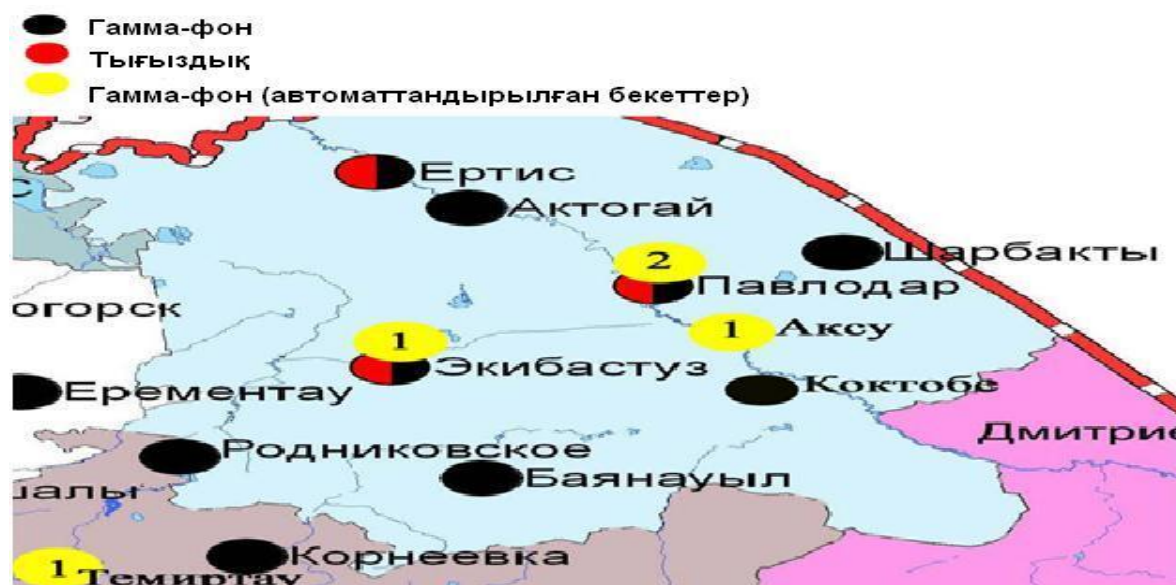 Гамма-фон
Тығыздық
Гамма-фон (автоматтандырылған бекеттер)
С
Ертис
Актогай
Шарбакты
2
Павлодар
огорск
1
Аксу
1
Экибастуз
Ерементау
Коктобе
Дмитрие
Родниковское
Баянауыл
шалы
Корнеевка
1
Темиртау